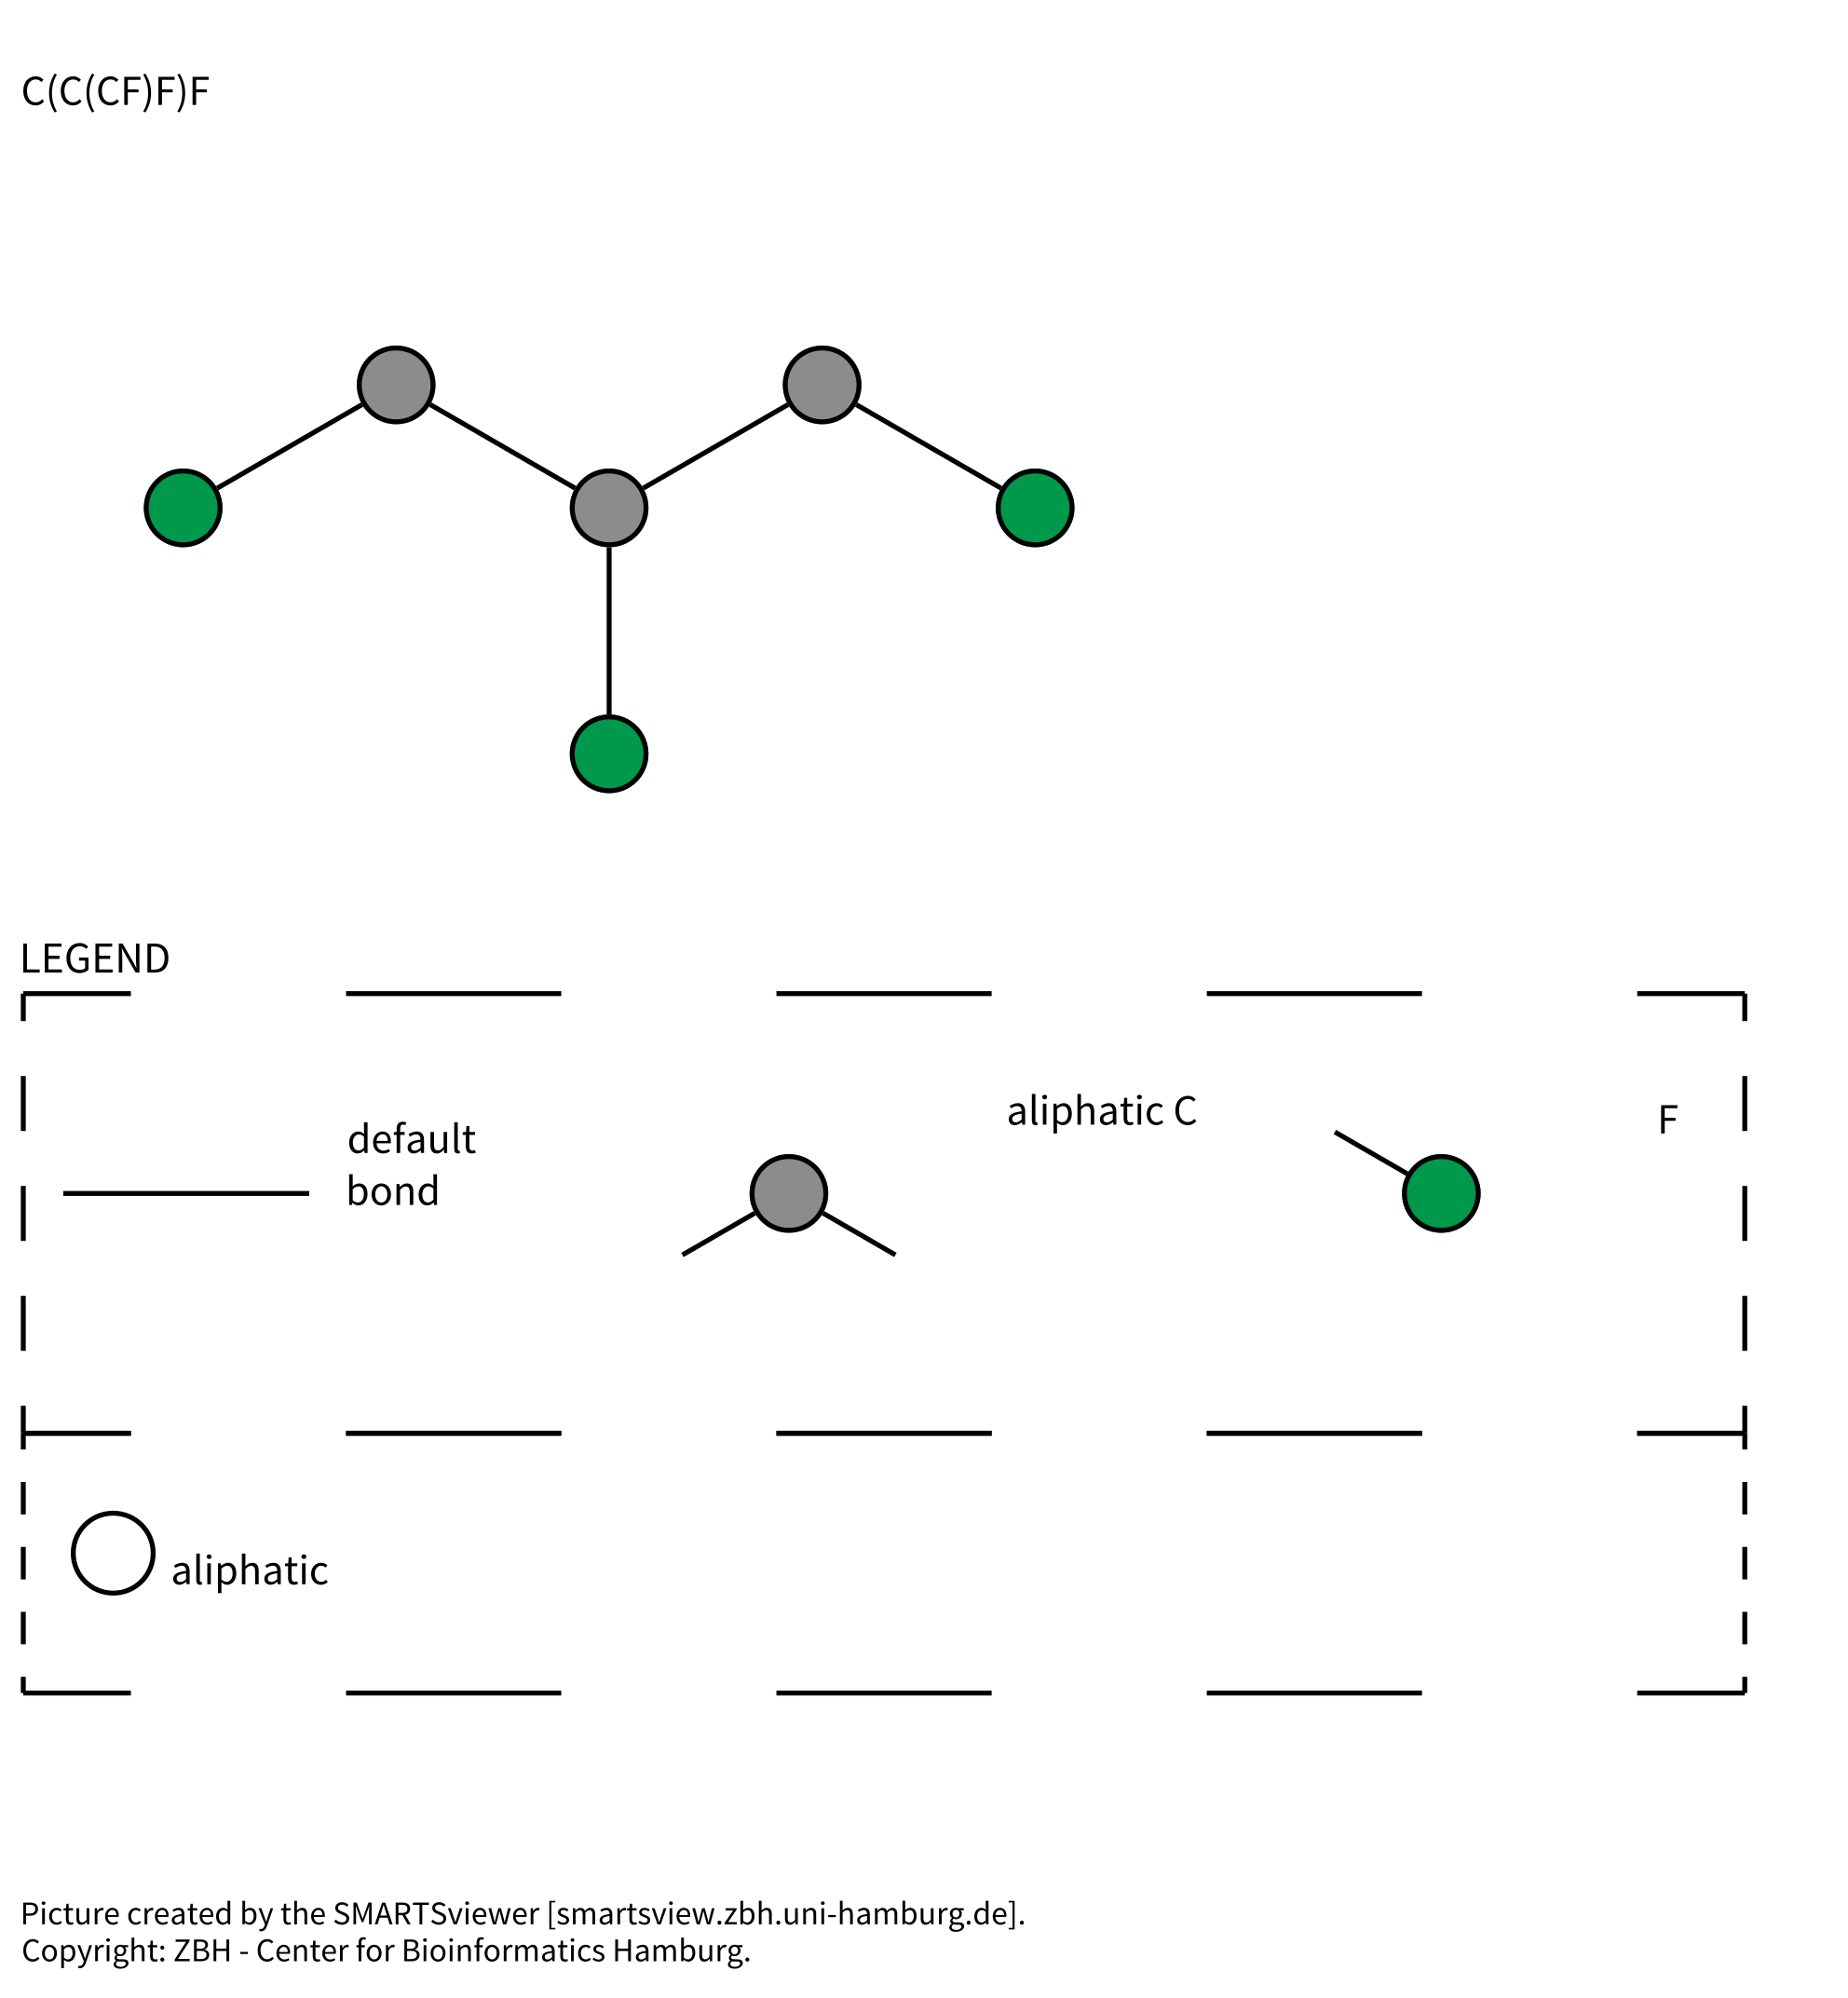 C(C(CF)F)F
LEGEND
default
bond
aliphatic C
F
aliphatic
Picture created by the SMARTSviewer [smartsview.zbh.uni-hamburg.de].
Copyright: ZBH - Center for Bioinformatics Hamburg.